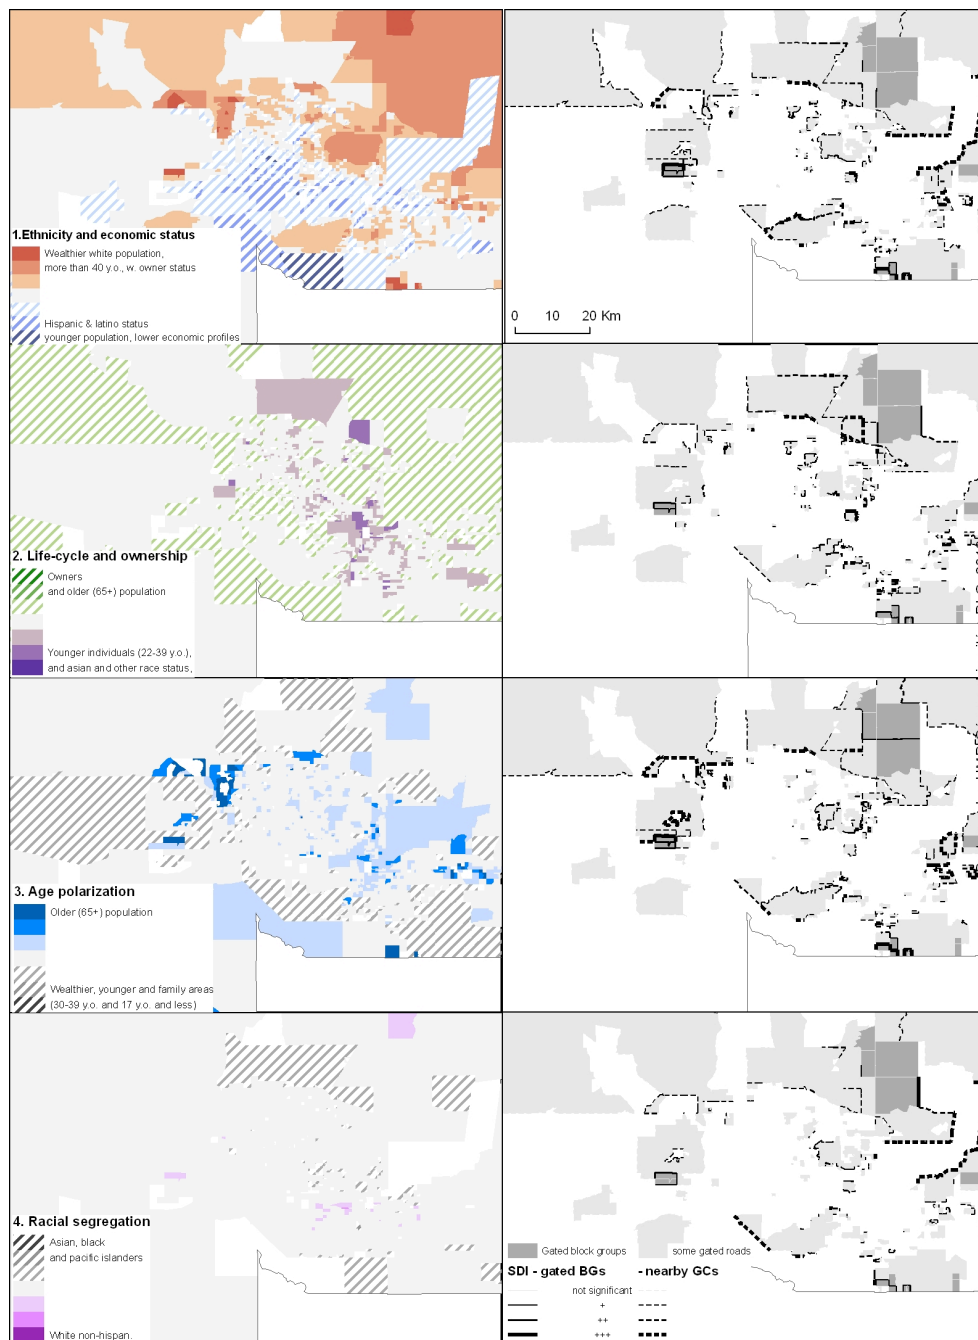 1.Ethnicity and economic status
Wealthier white population,
more than 40 y.o., w. owner status
Hispanic & latino status
younger population, lower economic profiles
0 10 20 Km
2. Life-cycle and ownership
Owners
and older (65+) population
Younger individuals (22-39 y.o.),
and asian and other race status,
3. Age polarization
Older (65+) population
Wealthier, younger and family areas
(30-39 y.o. and 17 y.o. and less)
4. Racial segregation
Asian, black
and pacific islanders
White non-hispan.
Gated block groups some gated roads
SDI - gated BGs - nearby GCs
not significant
+
++
+++